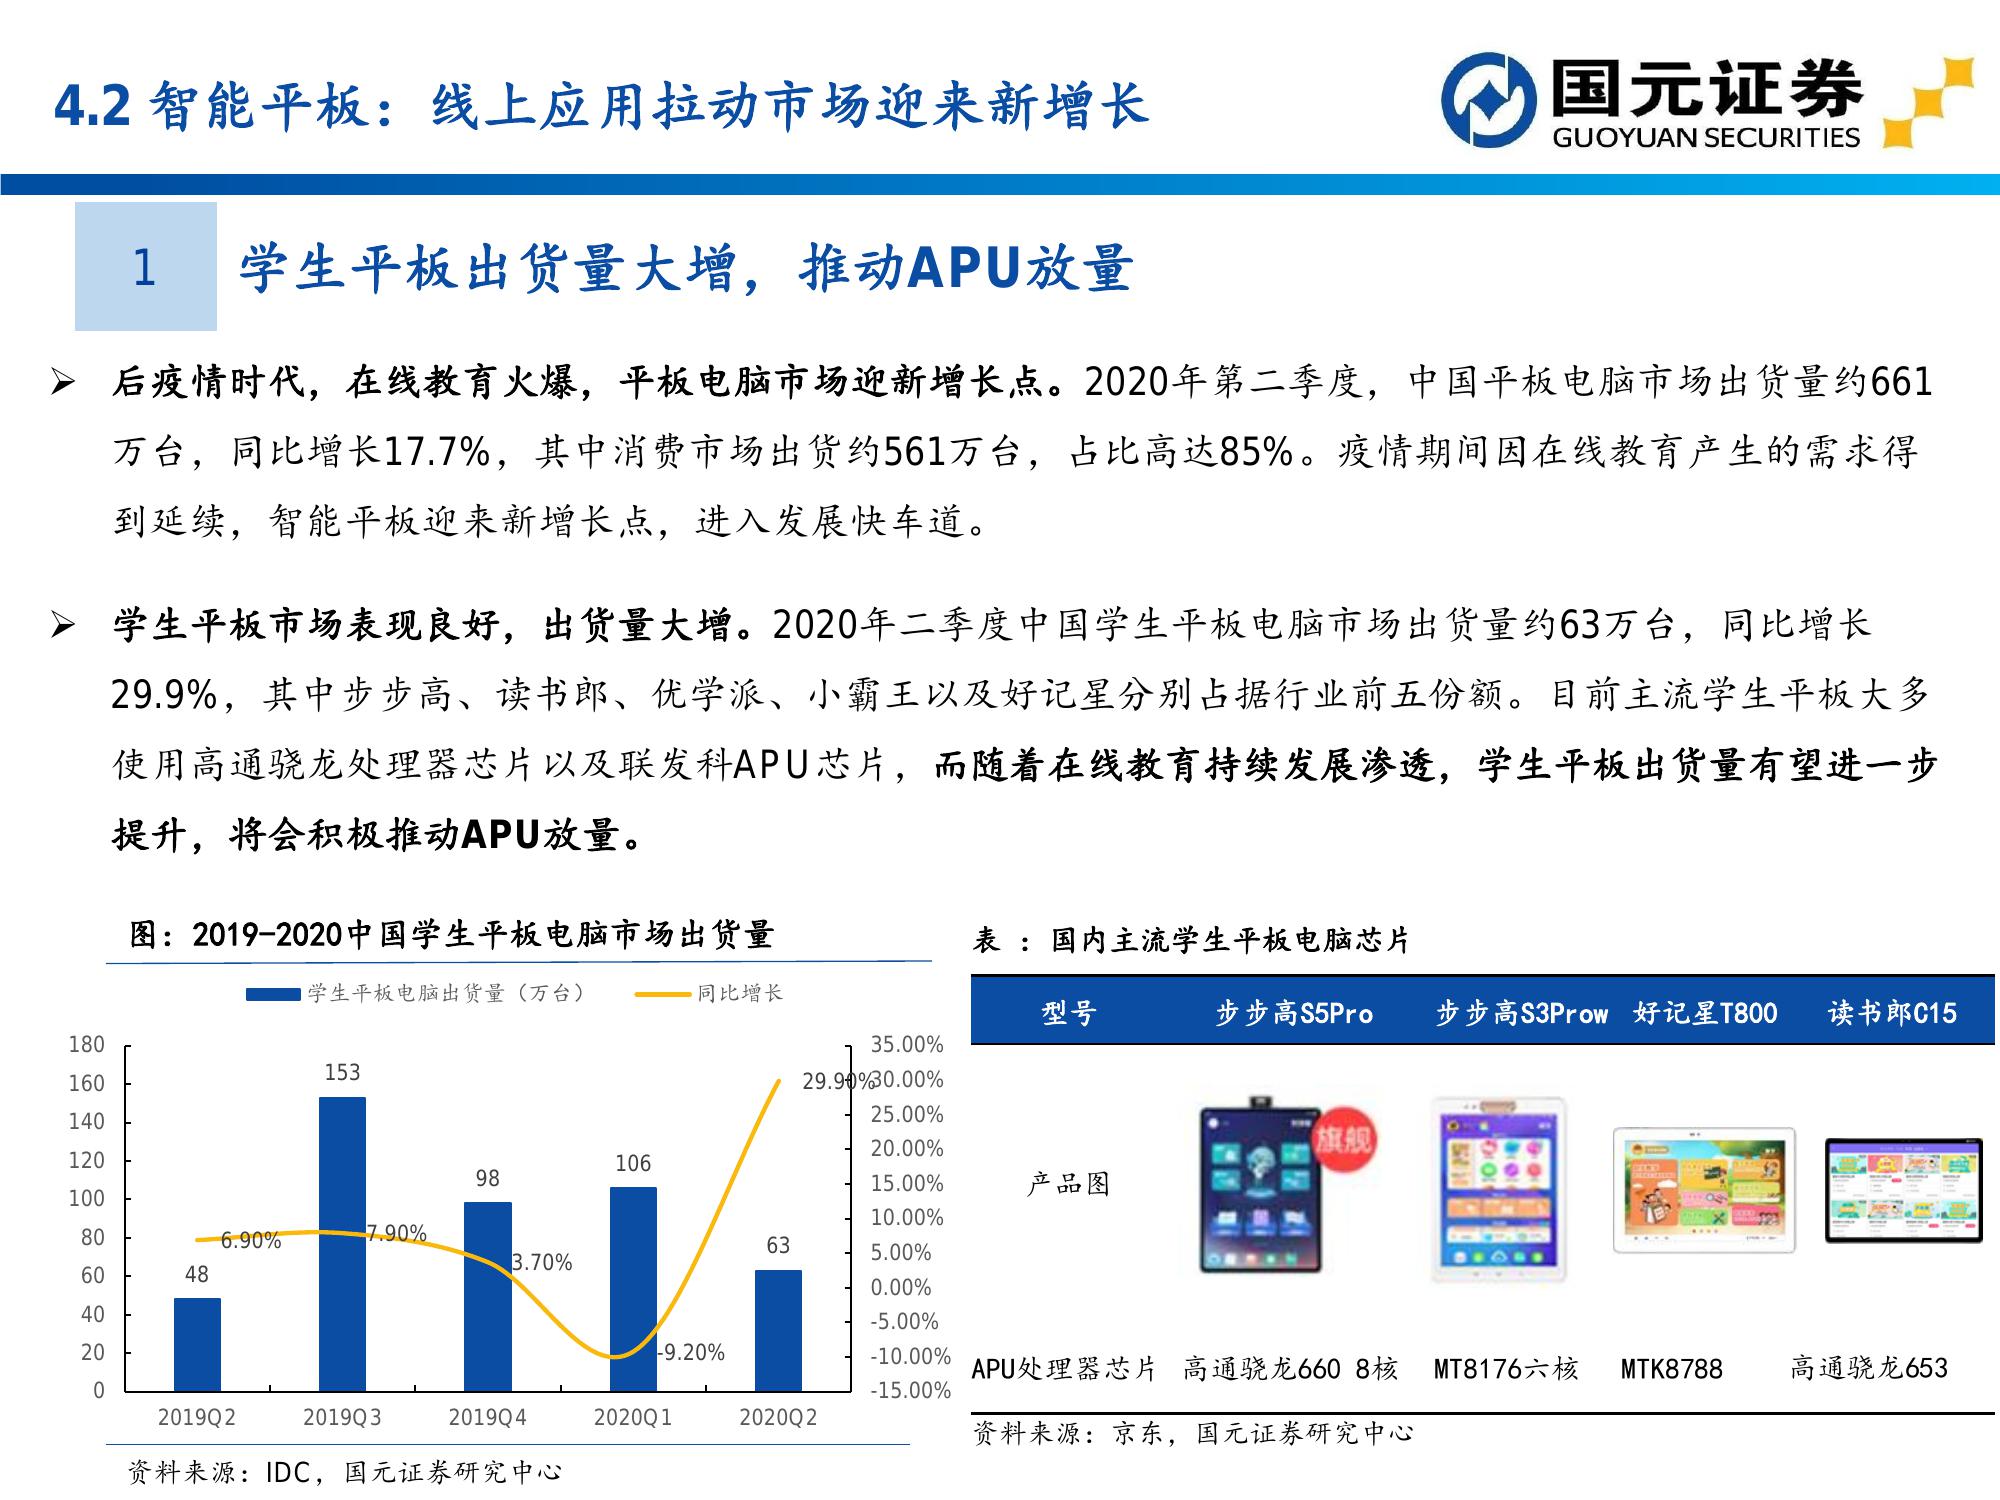 4.2 智能平板：线上应用拉动市场迎来新增长
国元证券
GUOYUAN SECURITIES
1
学生平板出货量大增，推动APU放量
后疫情时代，在线教育火爆，平板电脑市场迎新增长点。2020年第二季度，中国平板电脑市场出货量约661
万台，同比增长17.7%，其中消费市场出货约561万台，占比高达85%。疫情期间因在线教育产生的需求得
到延续，智能平板迎来新增长点，进入发展快车道。
学生平板市场表现良好，出货量大增。2020年二季度中国学生平板电脑市场出货量约63万台，同比增长
29.9%，其中步步高、读书郎、优学派、小霸王以及好记星分别占据行业前五份额。目前主流学生平板大多
使用高通骁龙处理器芯片以及联发科APU芯片，而随着在线教育持续发展渗透，学生平板出货量有望进一步
提升，将会积极推动APU放量。
图：2019-2020中国学生平板电脑市场出货量
学生平板电脑出货量（万台） 同比增长
180
160
140
120
100
80
60
40
20
0
35.00%
30.00%
25.00%
20.00%
15.00%
10.00%
5.00%
0.00%
-5.00%
-10.00%
-15.00%
48
153
98
106
63
6.90%
7.90%
3.70%
-9.20%
29.90%
2019Q2 2019Q3 2019Q4 2020Q1 2020Q2
资料来源：IDC，国元证券研究中心
表 ：国内主流学生平板电脑芯片
型号 步步高S5Pro 步步高S3Prow 好记星T800 读书郎C15
产品图
旗舰
APU处理器芯片 高通骁龙660 8核 MT8176六核 MTK8788 高通骁龙653
资料来源：京东，国元证券研究中心